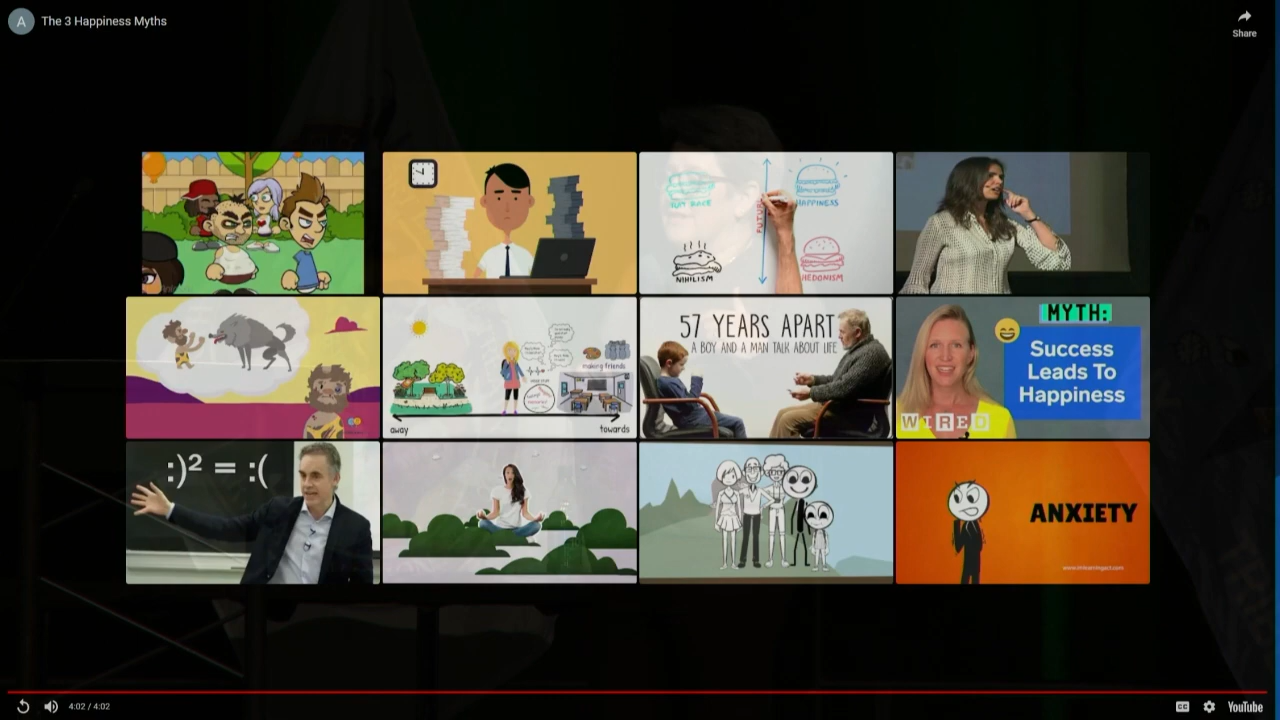 A
The 3 Happiness Myths
Share
RAT RACE
HAPPINESS
FUTURE
NIHILISM
HEDONISM
making friends
away
towards
57 YEARS APART
A BOY AND A MAN TALK ABOUT LIFE
MYTH:
Success
Leads To
Happiness
WIRED
:)² = :(
ANXIETY
4:02 / 4:02
CC
YouTube